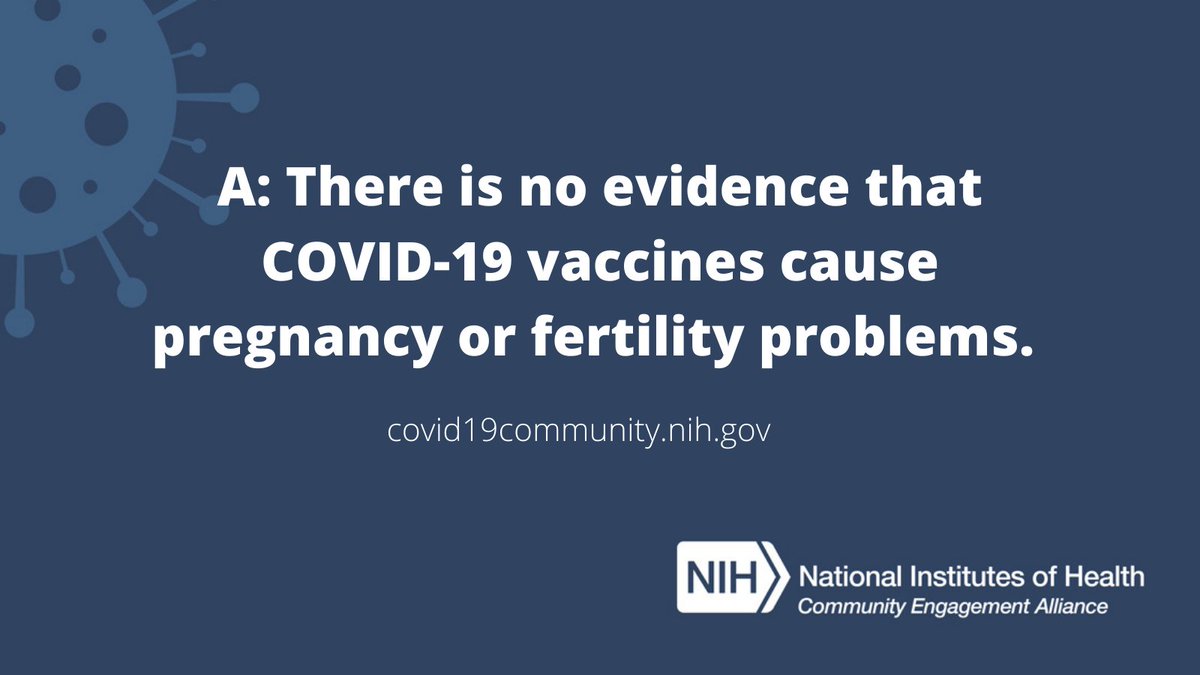 A: There is no evidence that
COVID-19 vaccines cause
pregnancy or fertility problems.
covid19community.nih.gov
NIH National Institutes of Health
Community Engagement Alliance